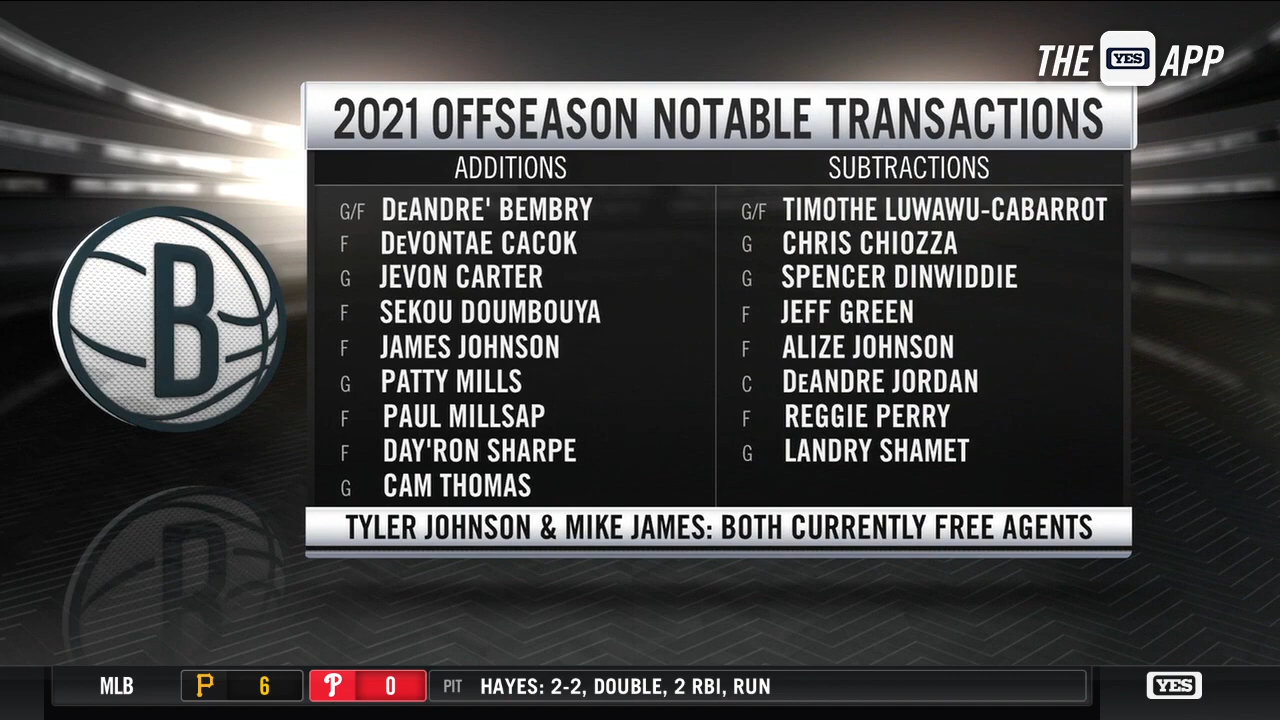 THE YES APP
2021 OFFSEASON NOTABLE TRANSACTIONS
ADDITIONS
G/F DEANDRE' BEMBRY
F DEVONTAE CACOK
G JEVON CARTER
F SEKOU DOUMBOUYA
F JAMES JOHNSON
G PATTY MILLS
F PAUL MILLSAP
F DAY'RON SHARPE
G CAM THOMAS
SUBTRACTIONS
G/F TIMOTHE LUWAWU-CABARROT
G CHRIS CHIOZZA
G SPENCER DINWIDDIE
F JEFF GREEN
F ALIZE JOHNSON
C DEANDRE JORDAN
F REGGIE PERRY
G LANDRY SHAMET
TYLER JOHNSON & MIKE JAMES: BOTH CURRENTLY FREE AGENTS
B
MLB P 6 P 0 PIT HAYES: 2-2, DOUBLE, 2 RBI, RUN YES